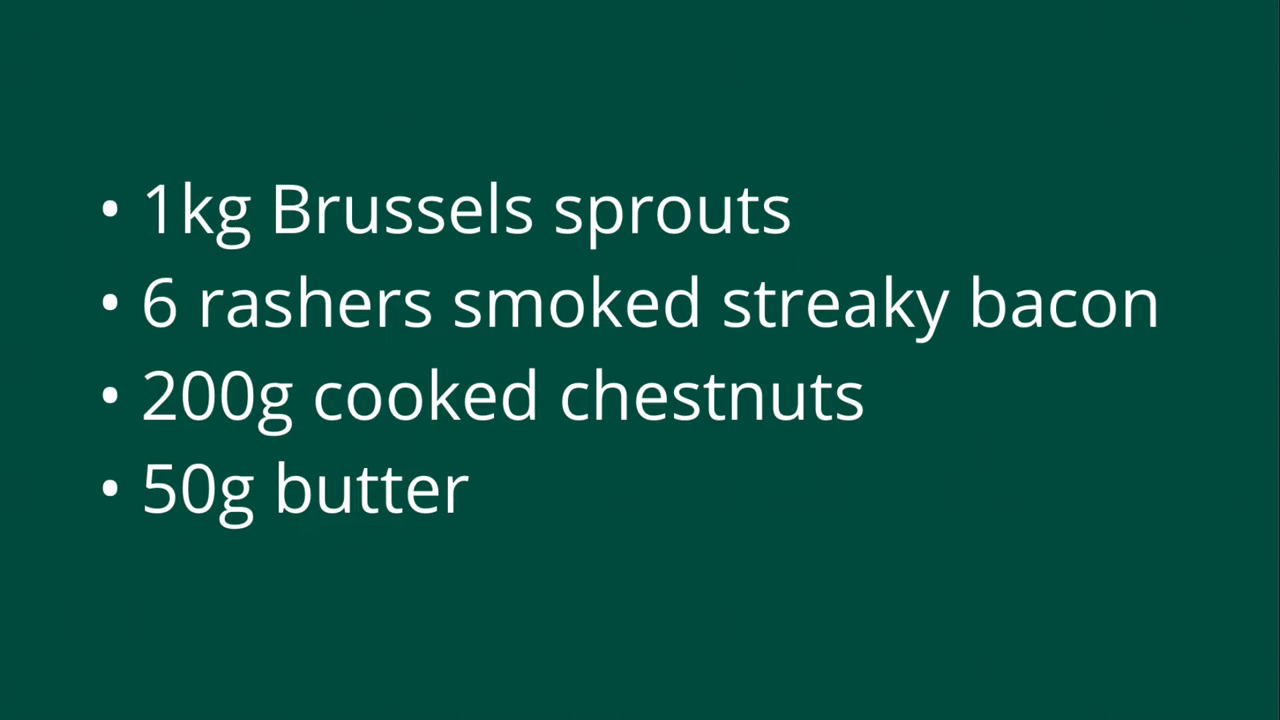 • 1kg Brussels sprouts
• 6 rashers smoked streaky bacon
• 200g cooked chestnuts
• 50g butter